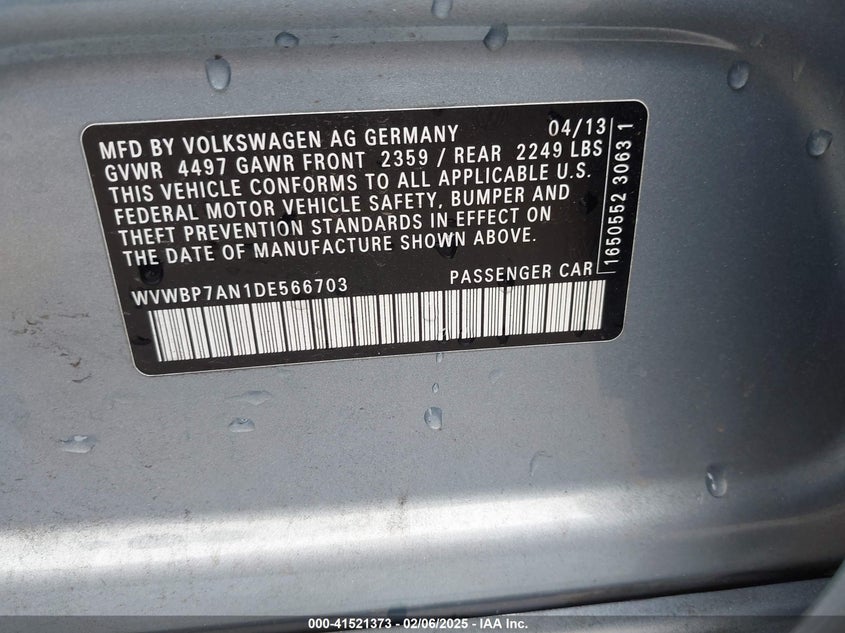 MFD BY VOLKSWAGEN AG GERMANY 04/13
GVWR 4497 GAWR FRONT 2359 / REAR 2249 LBS
THIS VEHICLE CONFORMS TO ALL APPLICABLE U.S.
FEDERAL MOTOR VEHICLE SAFETY, BUMPER AND
THEFT PREVENTION STANDARDS IN EFFECT ON
THE DATE OF MANUFACTURE SHOWN ABOVE.
WVWBP7AN1DE566703 PASSENGER CAR
1650552 3063 1
000-41521373 - 02/06/2025 - IAA Inc.